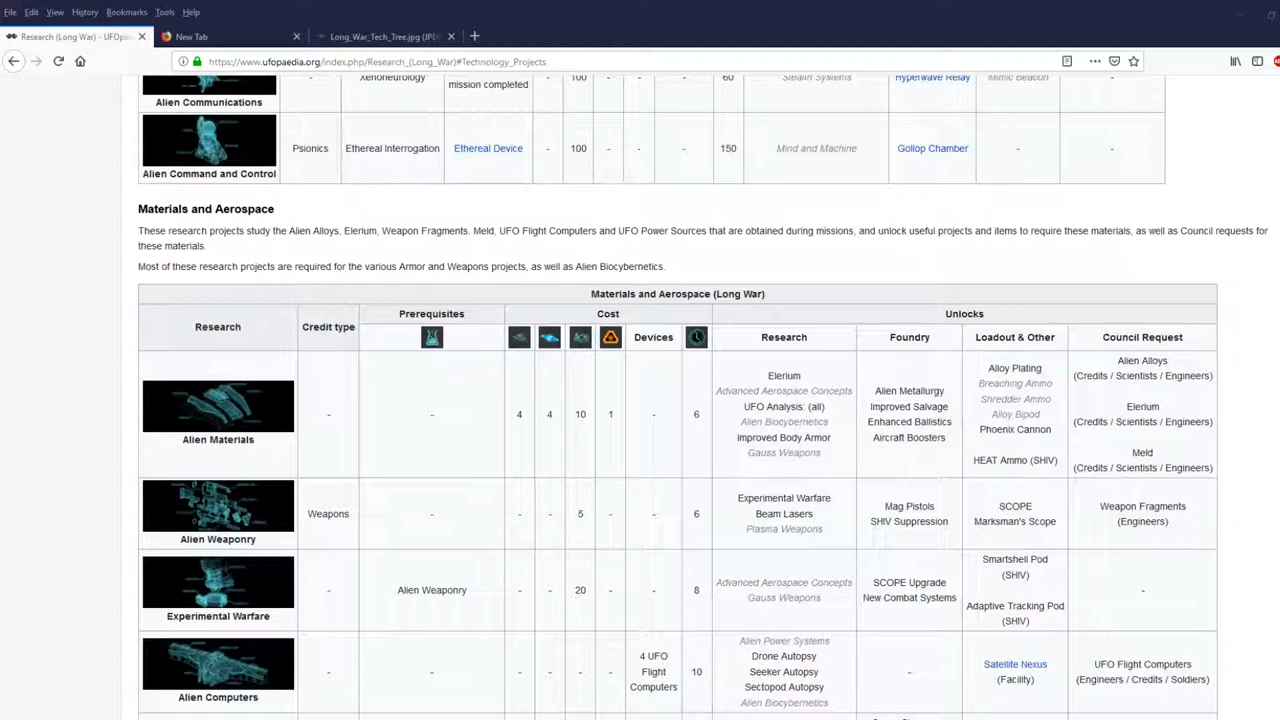 File Edit View History Bookmarks Tools Help
Research (Long War) - UFOpa
New Tab
Long_War_Tech_Tree.jpg (JPE
https://www.ufopaedia.org/index.php/Research_(Long_War)#Technology_Projects
- Xenoneurology mission completed - 100 - - - 60 Stealth Systems Hyperwave Relay Mimic Beacon -
Alien Communications
Psionics Ethereal Interrogation Ethereal Device - 100 - - - 150 Mind and Machine Gollop Chamber - -
Alien Command and Control
Materials and Aerospace
These research projects study the Alien Alloys, Elerium, Weapon Fragments. Meld, UFO Flight Computers and UFO Power Sources that are obtained during missions, and unlock useful projects and items to require these materials, as well as Council requests for
these materials.
Most of these research projects are required for the various Armor and Weapons projects, as well as Alien Biocybernetics.
Materials and Aerospace (Long War)
Research Credit type Prerequisites Cost Unlocks
Devices Research Foundry Loadout & Other Council Request
Alien Materials
- - 4 4 10 1 - 6
Elerium
Advanced Aerospace Concepts
UFO Analysis: (all)
Alien Biocybernetics
Improved Body Armor
Gauss Weapons
Alien Metallurgy
Improved Salvage
Enhanced Ballistics
Aircraft Boosters
Alloy Plating
Breaching Ammo
Shredder Ammo
Alloy Bipod
Phoenix Cannon
HEAT Ammo (SHIV)
Alien Alloys
(Credits / Scientists / Engineers)
Elerium
(Credits / Scientists / Engineers)
Meld
(Credits / Scientists / Engineers)
Alien Weaponry
Weapons - - - 5 - - 6
Experimental Warfare
Beam Lasers
Plasma Weapons
Mag Pistols
SHIV Suppression
SCOPE
Marksman's Scope
Weapon Fragments
(Engineers)
Experimental Warfare
- Alien Weaponry - - 20 - - 8
Advanced Aerospace Concepts
Gauss Weapons
SCOPE Upgrade
New Combat Systems
Smartshell Pod
(SHIV)
Adaptive Tracking Pod
(SHIV)
-
Alien Computers
- - - - - -
4 UFO
Flight
Computers
10
Alien Power Systems
Drone Autopsy
Seeker Autopsy
Sectopod Autopsy
Alien Biocybernetics
-
Satellite Nexus
(Facility)
UFO Flight Computers
(Engineers / Credits / Soldiers)